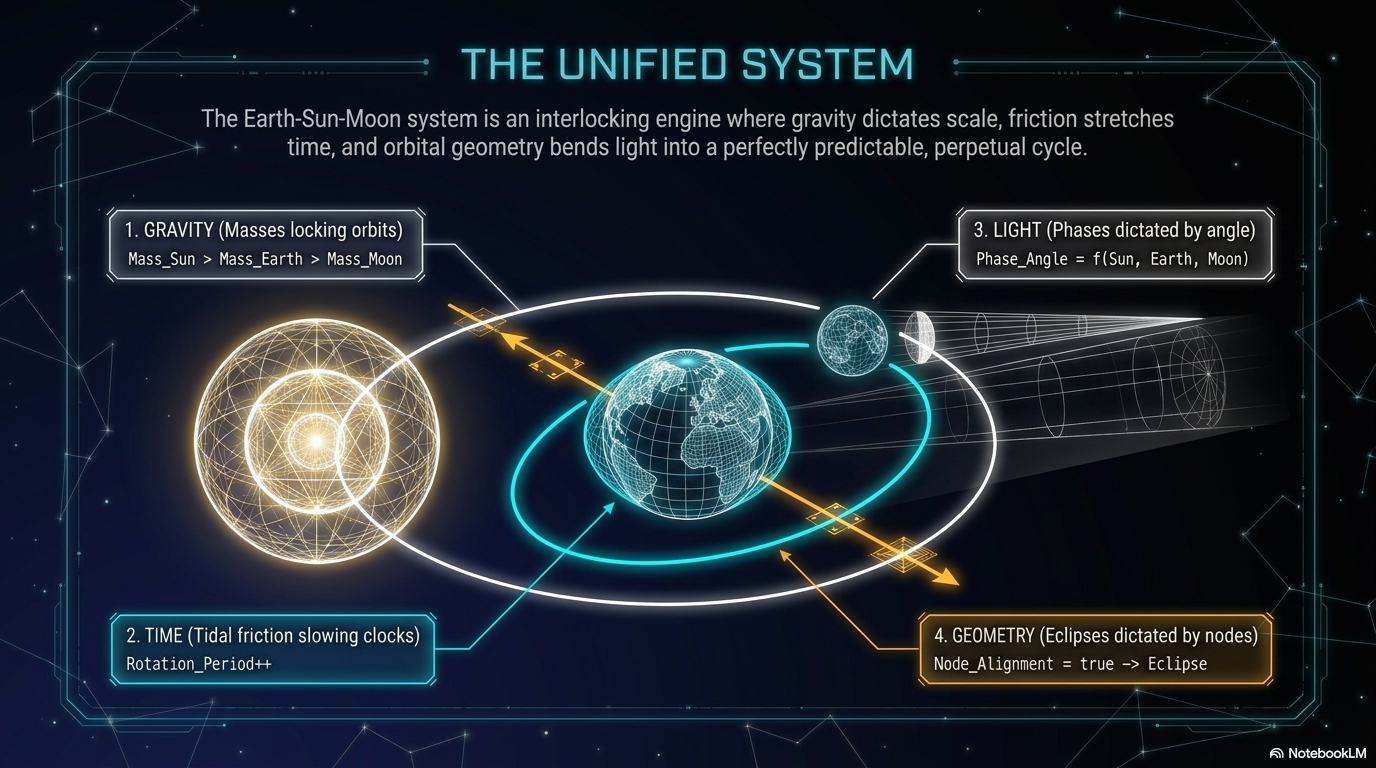 THE UNIFIED SYSTEM
The Earth-Sun-Moon system is an interlocking engine where gravity dictates scale, friction stretches
time, and orbital geometry bends light into a perfectly predictable, perpetual cycle.
1. GRAVITY (Masses locking orbits)
Mass_Sun > Mass_Earth > Mass_Moon
3. LIGHT (Phases dictated by angle)
Phase_Angle = f(Sun, Earth, Moon)
2. TIME (Tidal friction slowing clocks)
Rotation_Period++
4. GEOMETRY (Eclipses dictated by nodes)
Node_Alignment = true —> Eclipse
NotebookLM